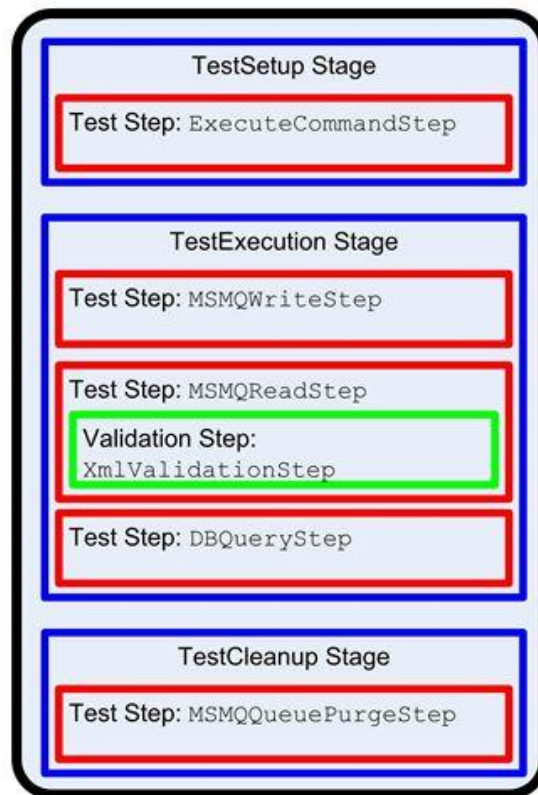 TestSetup Stage
Test Step: ExecuteCommandStep
TestExecution Stage
Test Step: MSMQWriteStep
Test Step: MSMQReadStep
Validation Step:
XmlValidationStep
Test Step: DBQueryStep
TestCleanup Stage
Test Step: MSMQQueuePurgeStep